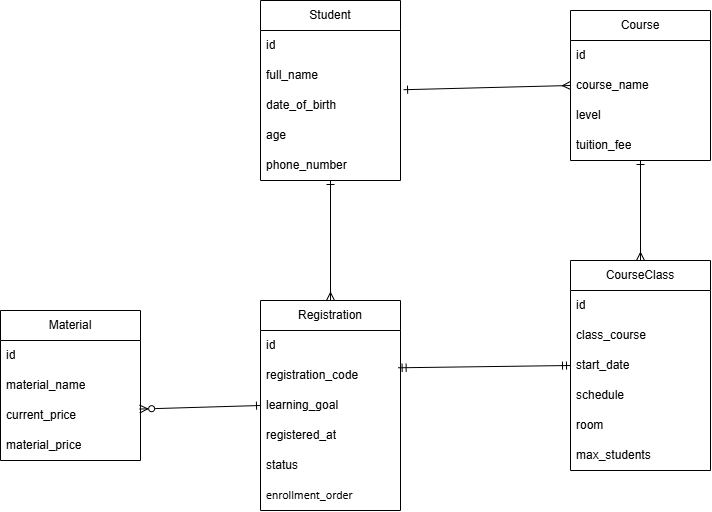 Student
id
full_name
date_of_birth
age
phone_number
Course
id
course_name
level
tuition_fee
Material
id
material_name
current_price
material_price
Registration
id
registration_code
learning_goal
registered_at
status
enrollment_order
CourseClass
id
class_course
start_date
schedule
room
max_students